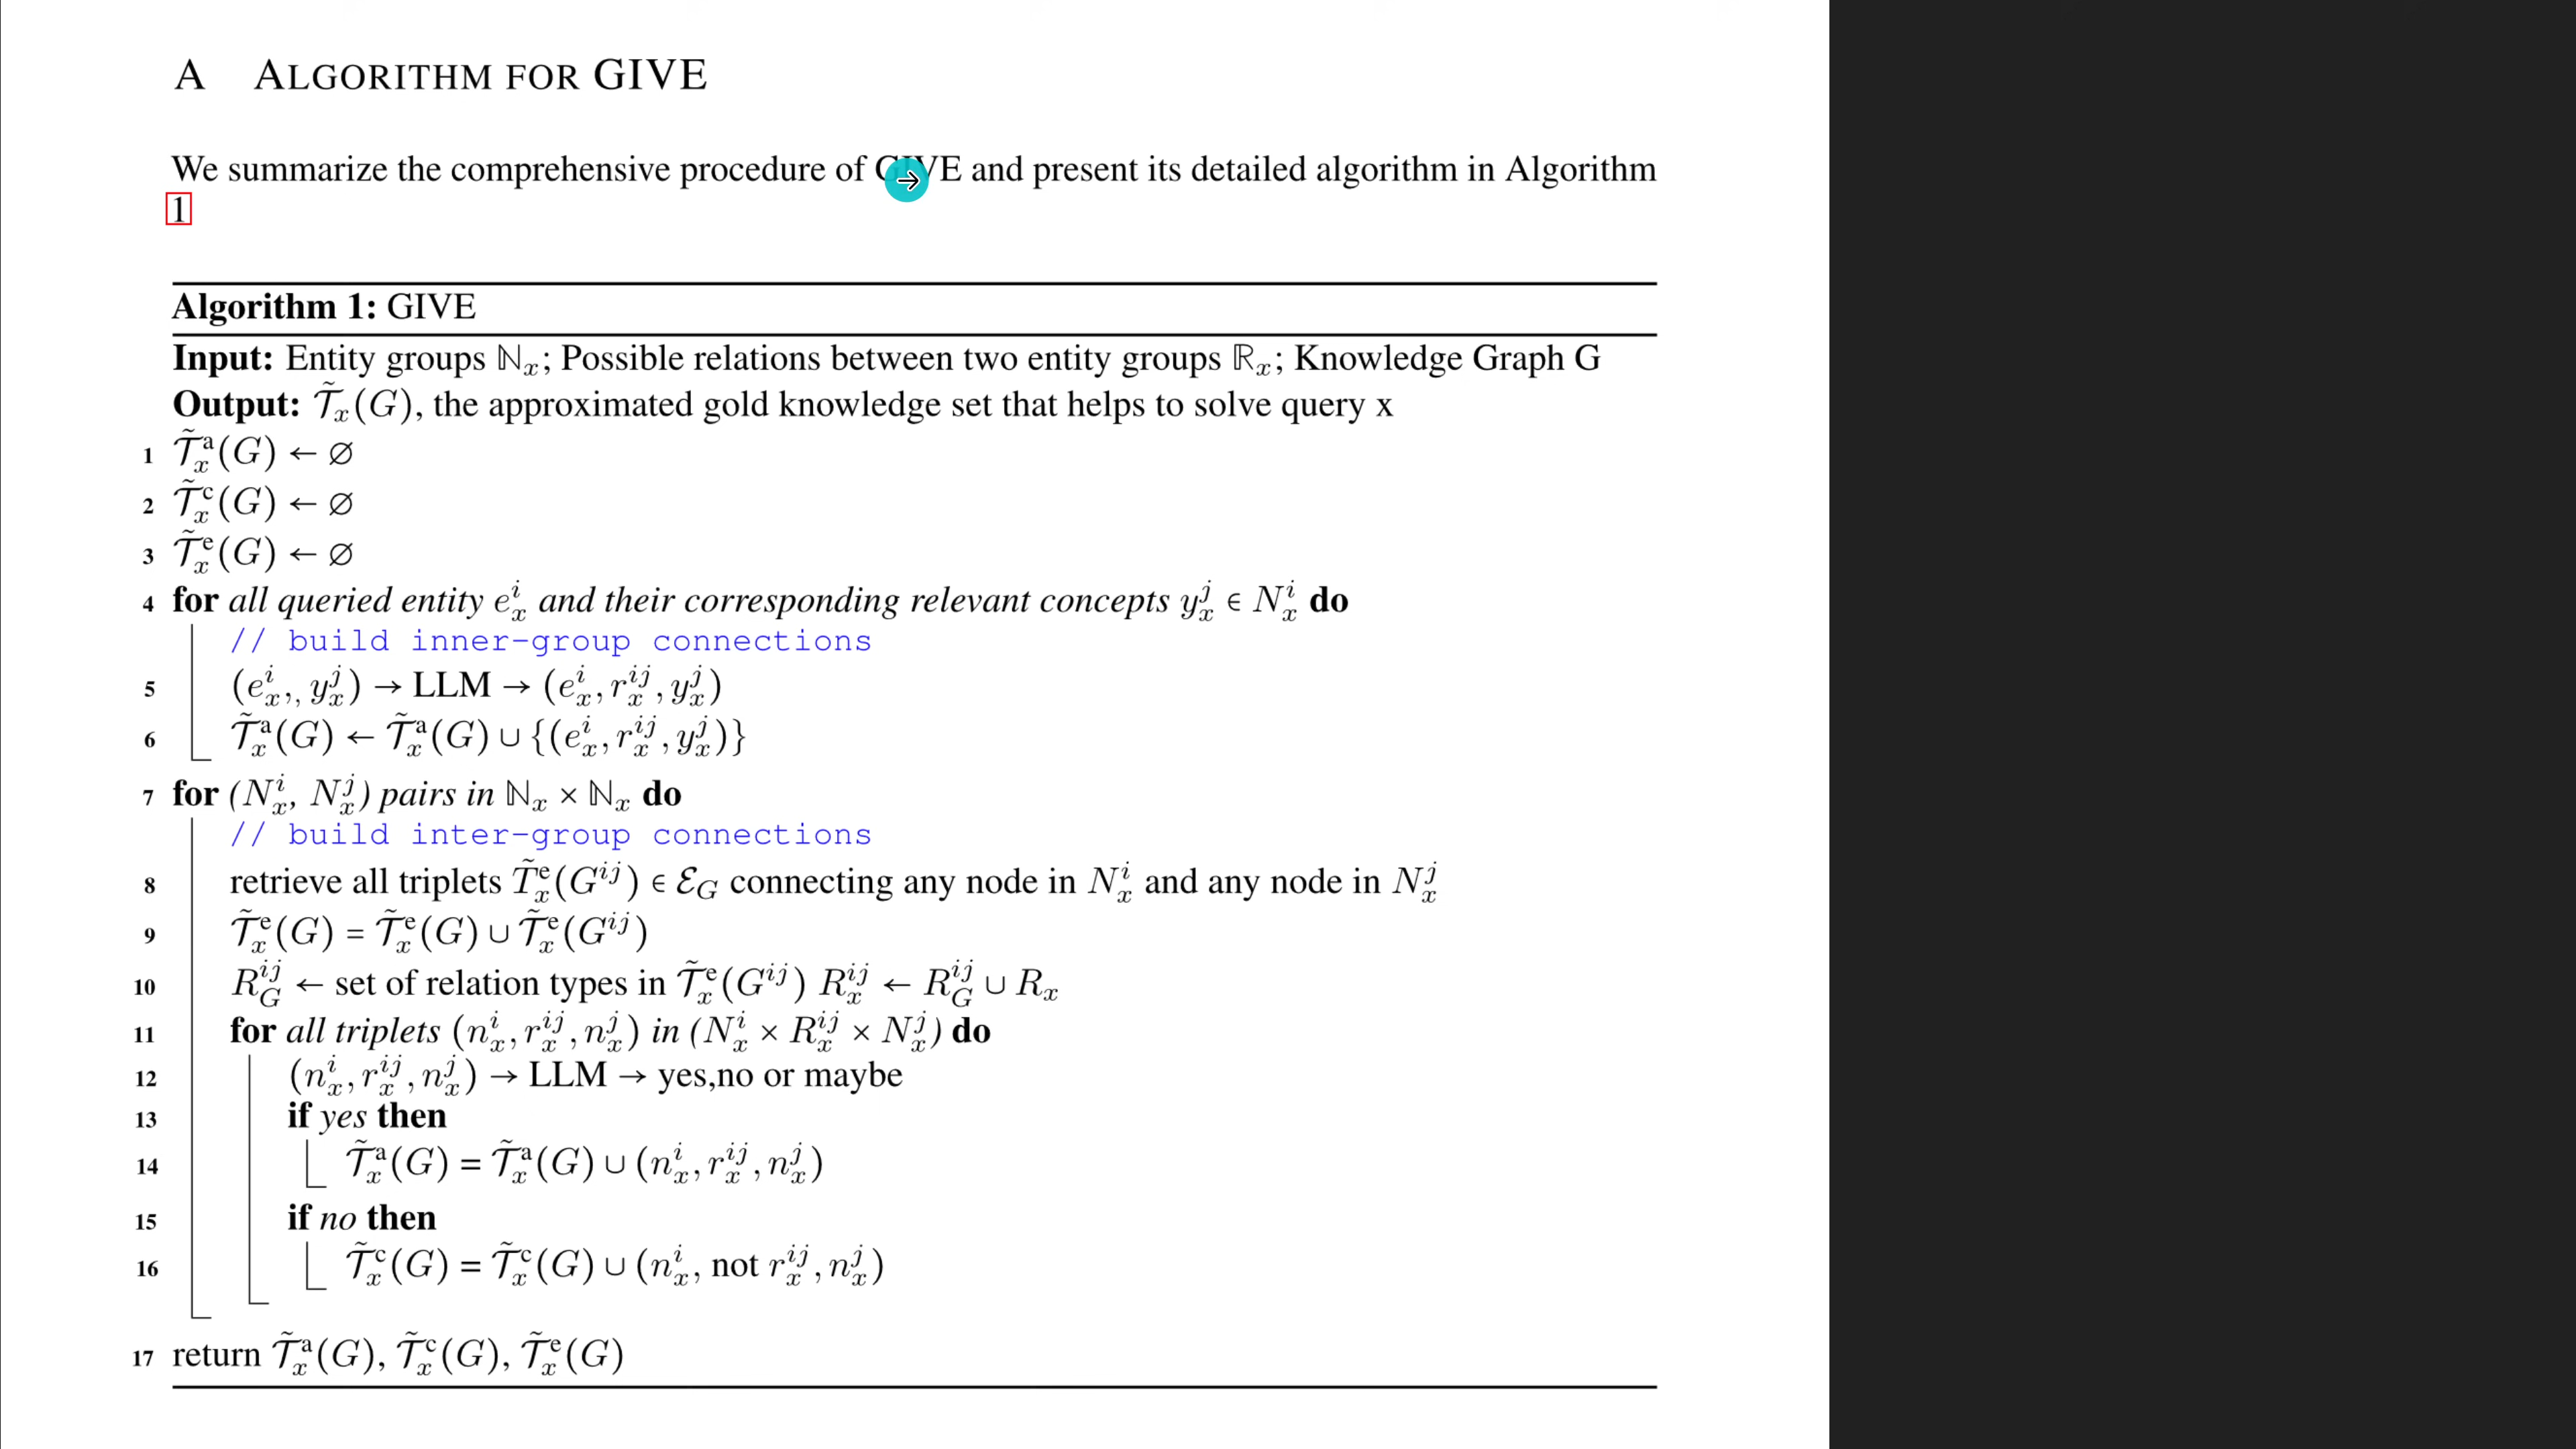 A ALGORITHM FOR GIVE
We summarize the comprehensive procedure of GIVE and present its detailed algorithm in Algorithm
1
Algorithm 1: GIVE
Input: Entity groups ℕₓ; Possible relations between two entity groups ℝₓ; Knowledge Graph G
Output: 𝒯̃_x(G), the approximated gold knowledge set that helps to solve query x
1 𝒯̃_x^a(G) ← ∅
2 𝒯̃_x^c(G) ← ∅
3 𝒯̃_x^e(G) ← ∅
4 for all queried entity e_x^i and their corresponding relevant concepts y_x^j ∈ N_x^i do
// build inner-group connections
5 (e_x^i,, y_x^j) → LLM → (e_x^i, r_x^{ij}, y_x^j)
6 𝒯̃_x^a(G) ← 𝒯̃_x^a(G) ∪ {(e_x^i, r_x^{ij}, y_x^j)}
7 for (N_x^i, N_x^j) pairs in ℕₓ × ℕₓ do
// build inter-group connections
8 retrieve all triplets T̃_x^e(G^{ij}) ∈ ℰ_G connecting any node in N_x^i and any node in N_x^j
9 𝒯̃_x^e(G) = 𝒯̃_x^e(G) ∪ 𝒯̃_x^e(G^{ij})
10 R_G^{ij} ← set of relation types in 𝒯̃_x^e(G^{ij}) R_x^{ij} ← R_G^{ij} ∪ R_x
11 for all triplets (n_x^i, r_x^{ij}, n_x^j) in (N_x^i × R_x^{ij} × N_x^j) do
12 (n_x^i, r_x^{ij}, n_x^j) → LLM → yes,no or maybe
13 if yes then
14 𝒯̃_x^a(G) = 𝒯̃_x^a(G) ∪ (n_x^i, r_x^{ij}, n_x^j)
15 if no then
16 𝒯̃_x^c(G) = 𝒯̃_x^c(G) ∪ (n_x^i, not r_x^{ij}, n_x^j)
17 return 𝒯̃_x^a(G), 𝒯̃_x^c(G), 𝒯̃_x^e(G)